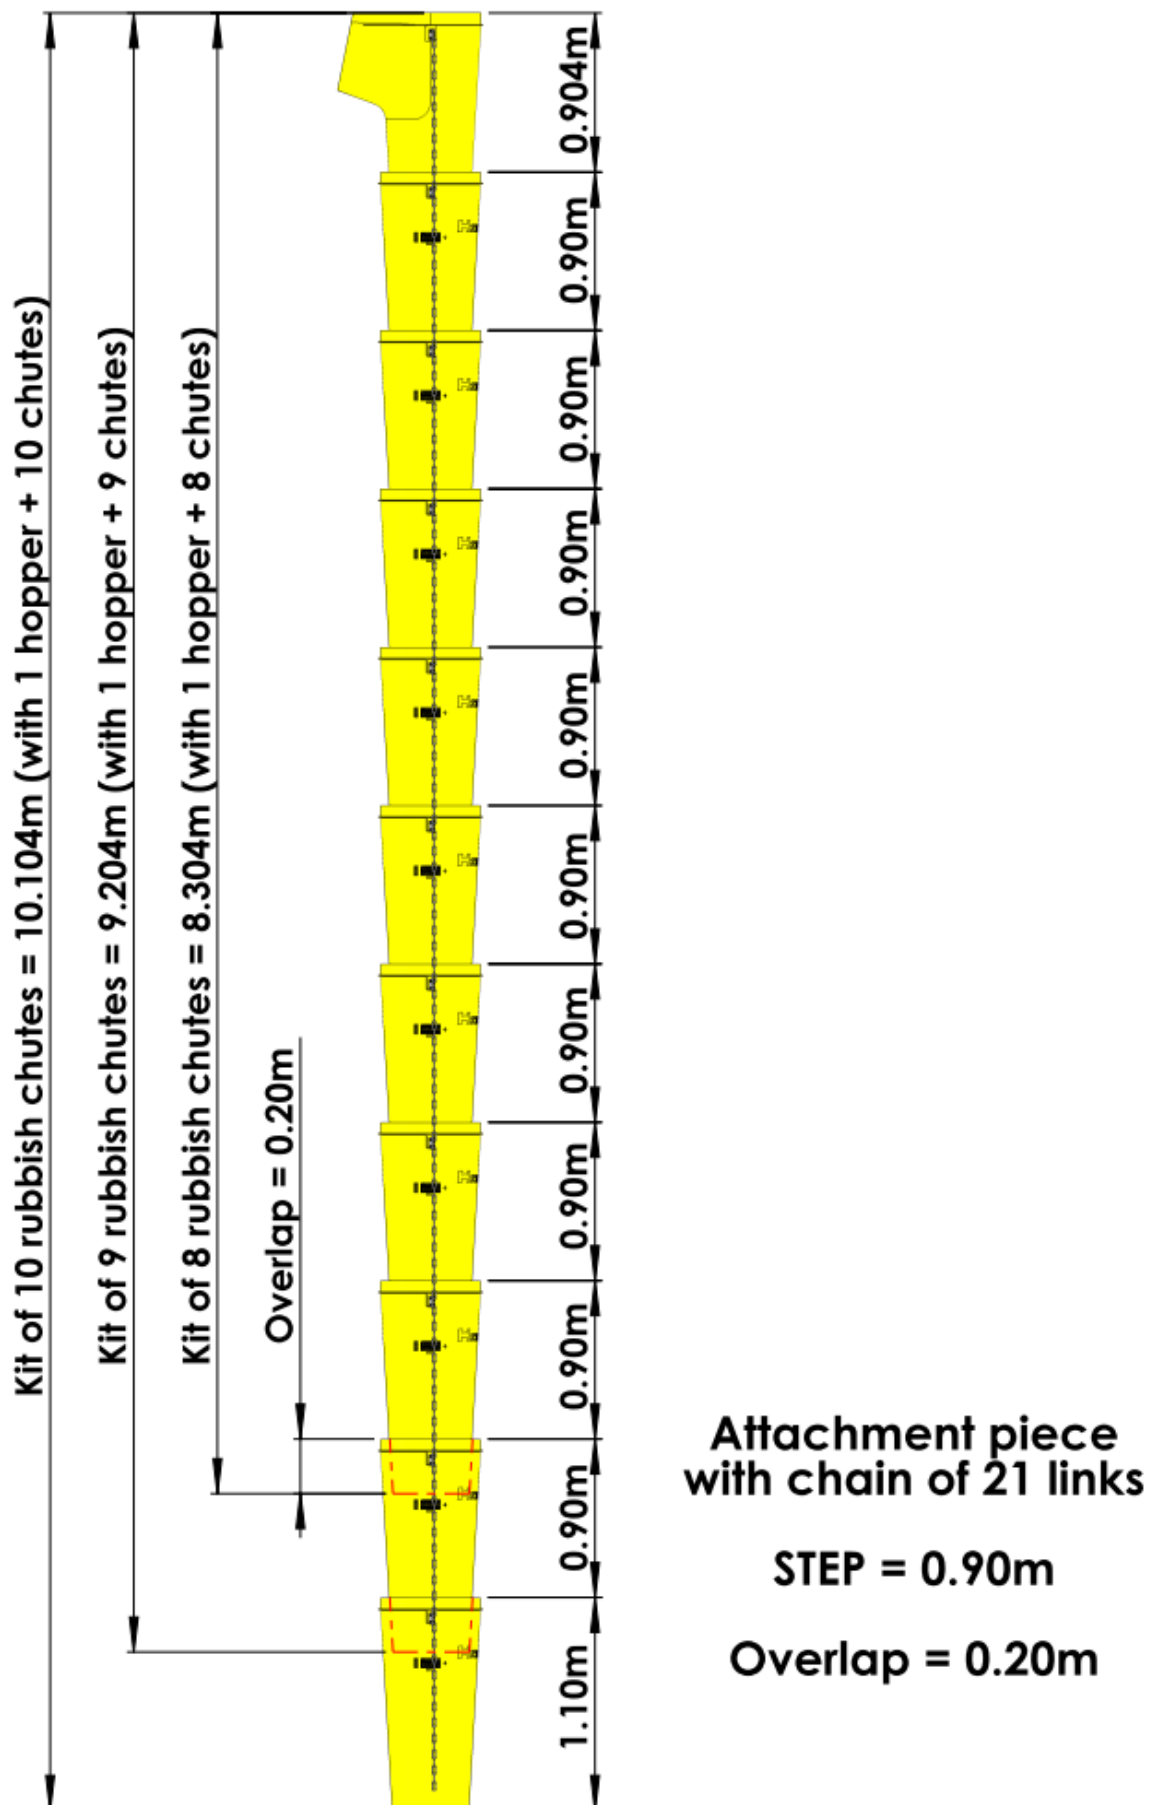 Kit of 10 rubbish chutes = 10.104m (with 1 hopper + 10 chutes)
Kit of 9 rubbish chutes = 9.204m (with 1 hopper + 9 chutes)
Kit of 8 rubbish chutes = 8.304m (with 1 hopper + 8 chutes)
Overlap = 0.20m
0.904m
0.90m
0.90m
0.90m
0.90m
0.90m
0.90m
0.90m
0.90m
0.90m
1.10m
Attachment piece
with chain of 21 links
STEP = 0.90m
Overlap = 0.20m